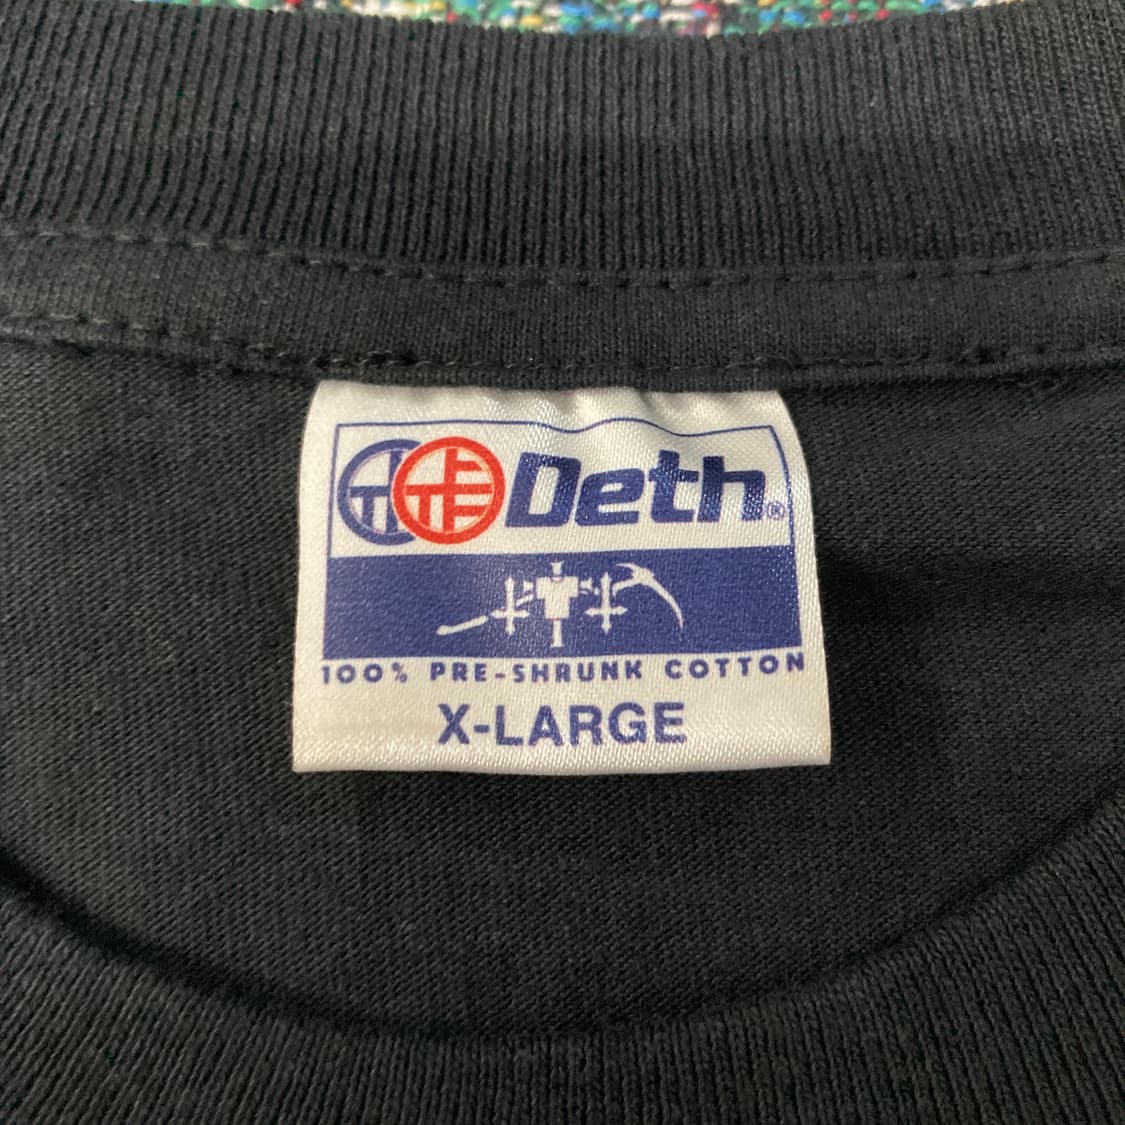 Deth®
100% PRE-SHRUNK COTTON
X-LARGE